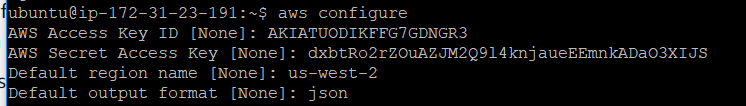 ubuntu@ip-172-31-23-191:~$ aws configure
AWS Access Key ID [None]: AKIATUODIKFFG7GDNGR3
AWS Secret Access Key [None]: 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
Default region name [None]: us-west-2
Default output format [None]: json